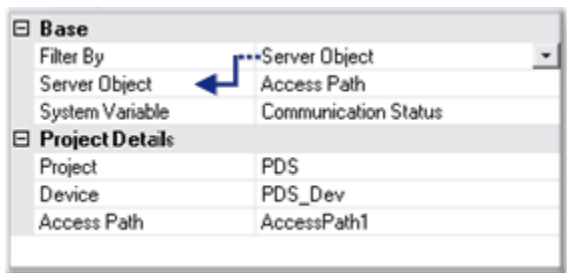 Base
Filter By Server Object
Server Object Access Path
System Variable Communication Status
Project Details
Project PDS
Device PDS_Dev
Access Path AccessPath1